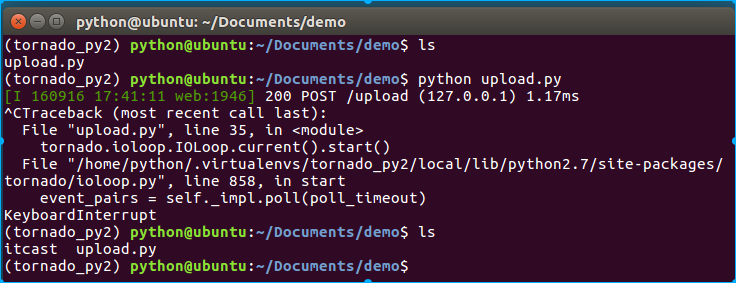 python@ubuntu: ~/Documents/demo
(tornado_py2) python@ubuntu:~/Documents/demo$ ls
upload.py
(tornado_py2) python@ubuntu:~/Documents/demo$ python upload.py
[I 160916 17:41:11 web:1946] 200 POST /upload (127.0.0.1) 1.17ms
^CTraceback (most recent call last):
  File "upload.py", line 35, in <module>
    tornado.ioloop.IOLoop.current().start()
  File "/home/python/.virtualenvs/tornado_py2/local/lib/python2.7/site-packages/
tornado/ioloop.py", line 858, in start
    event_pairs = self._impl.poll(poll_timeout)
KeyboardInterrupt
(tornado_py2) python@ubuntu:~/Documents/demo$ ls
itcast  upload.py
(tornado_py2) python@ubuntu:~/Documents/demo$